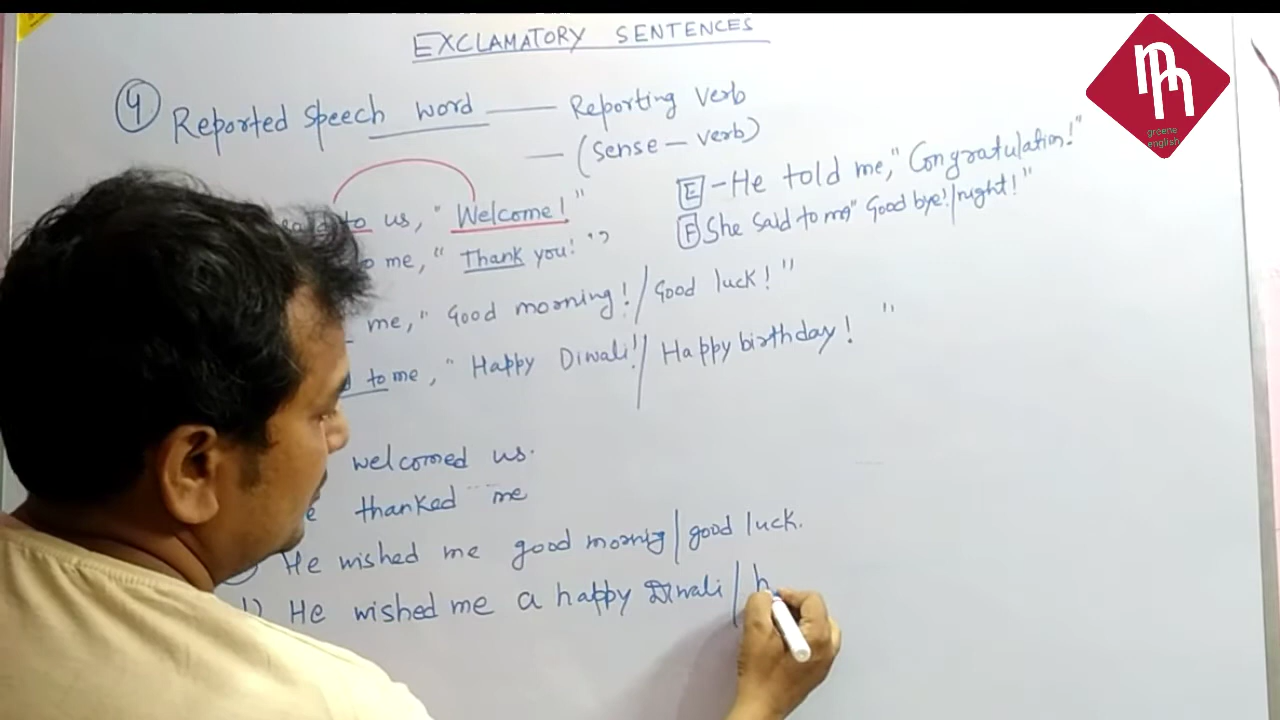 EXCLAMATORY SENTENCES
4 Reported Speech word — Reporting Verb
— (Sense — verb)
to us, " Welcome! "
me, " Thank you! "
me, " Good morning! / Good luck! "
to me, " Happy Diwali! / Happy birthday! "
E - He told me, " Congratulation! "
F She said to me " Good bye! / night! "
welcomed us.
thanked me
He wished me good mornig / good luck.
He wished me a happy Diwali / h
greene
english